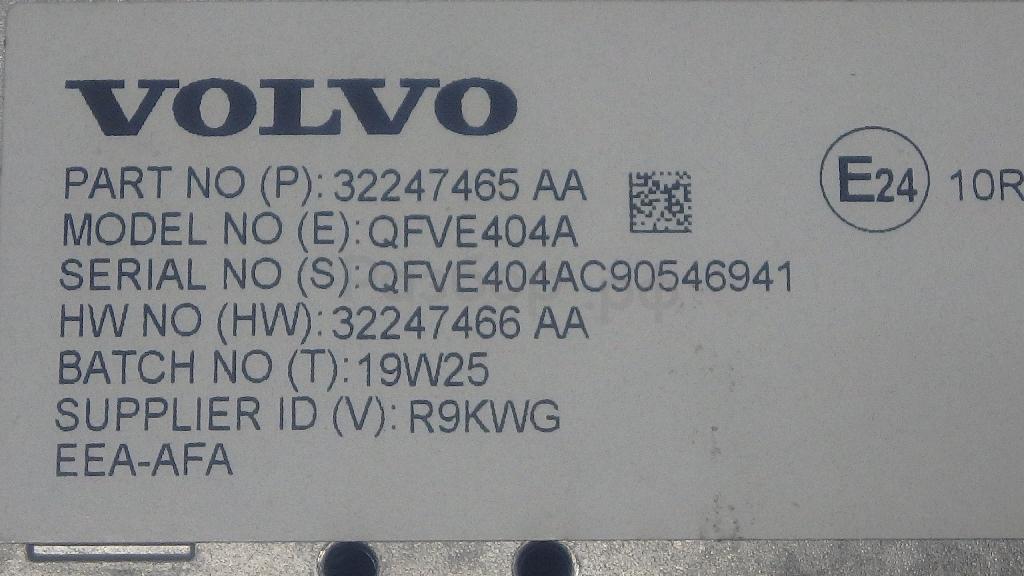 VOLVO
PART NO (P): 32247465 AA
MODEL NO (E): QFVE404A
SERIAL NO (S): QFVE404AC90546941
HW NO (HW): 32247466 AA
BATCH NO (T): 19W25
SUPPLIER ID (V): R9KWG
EEA-AFA
E24 10R